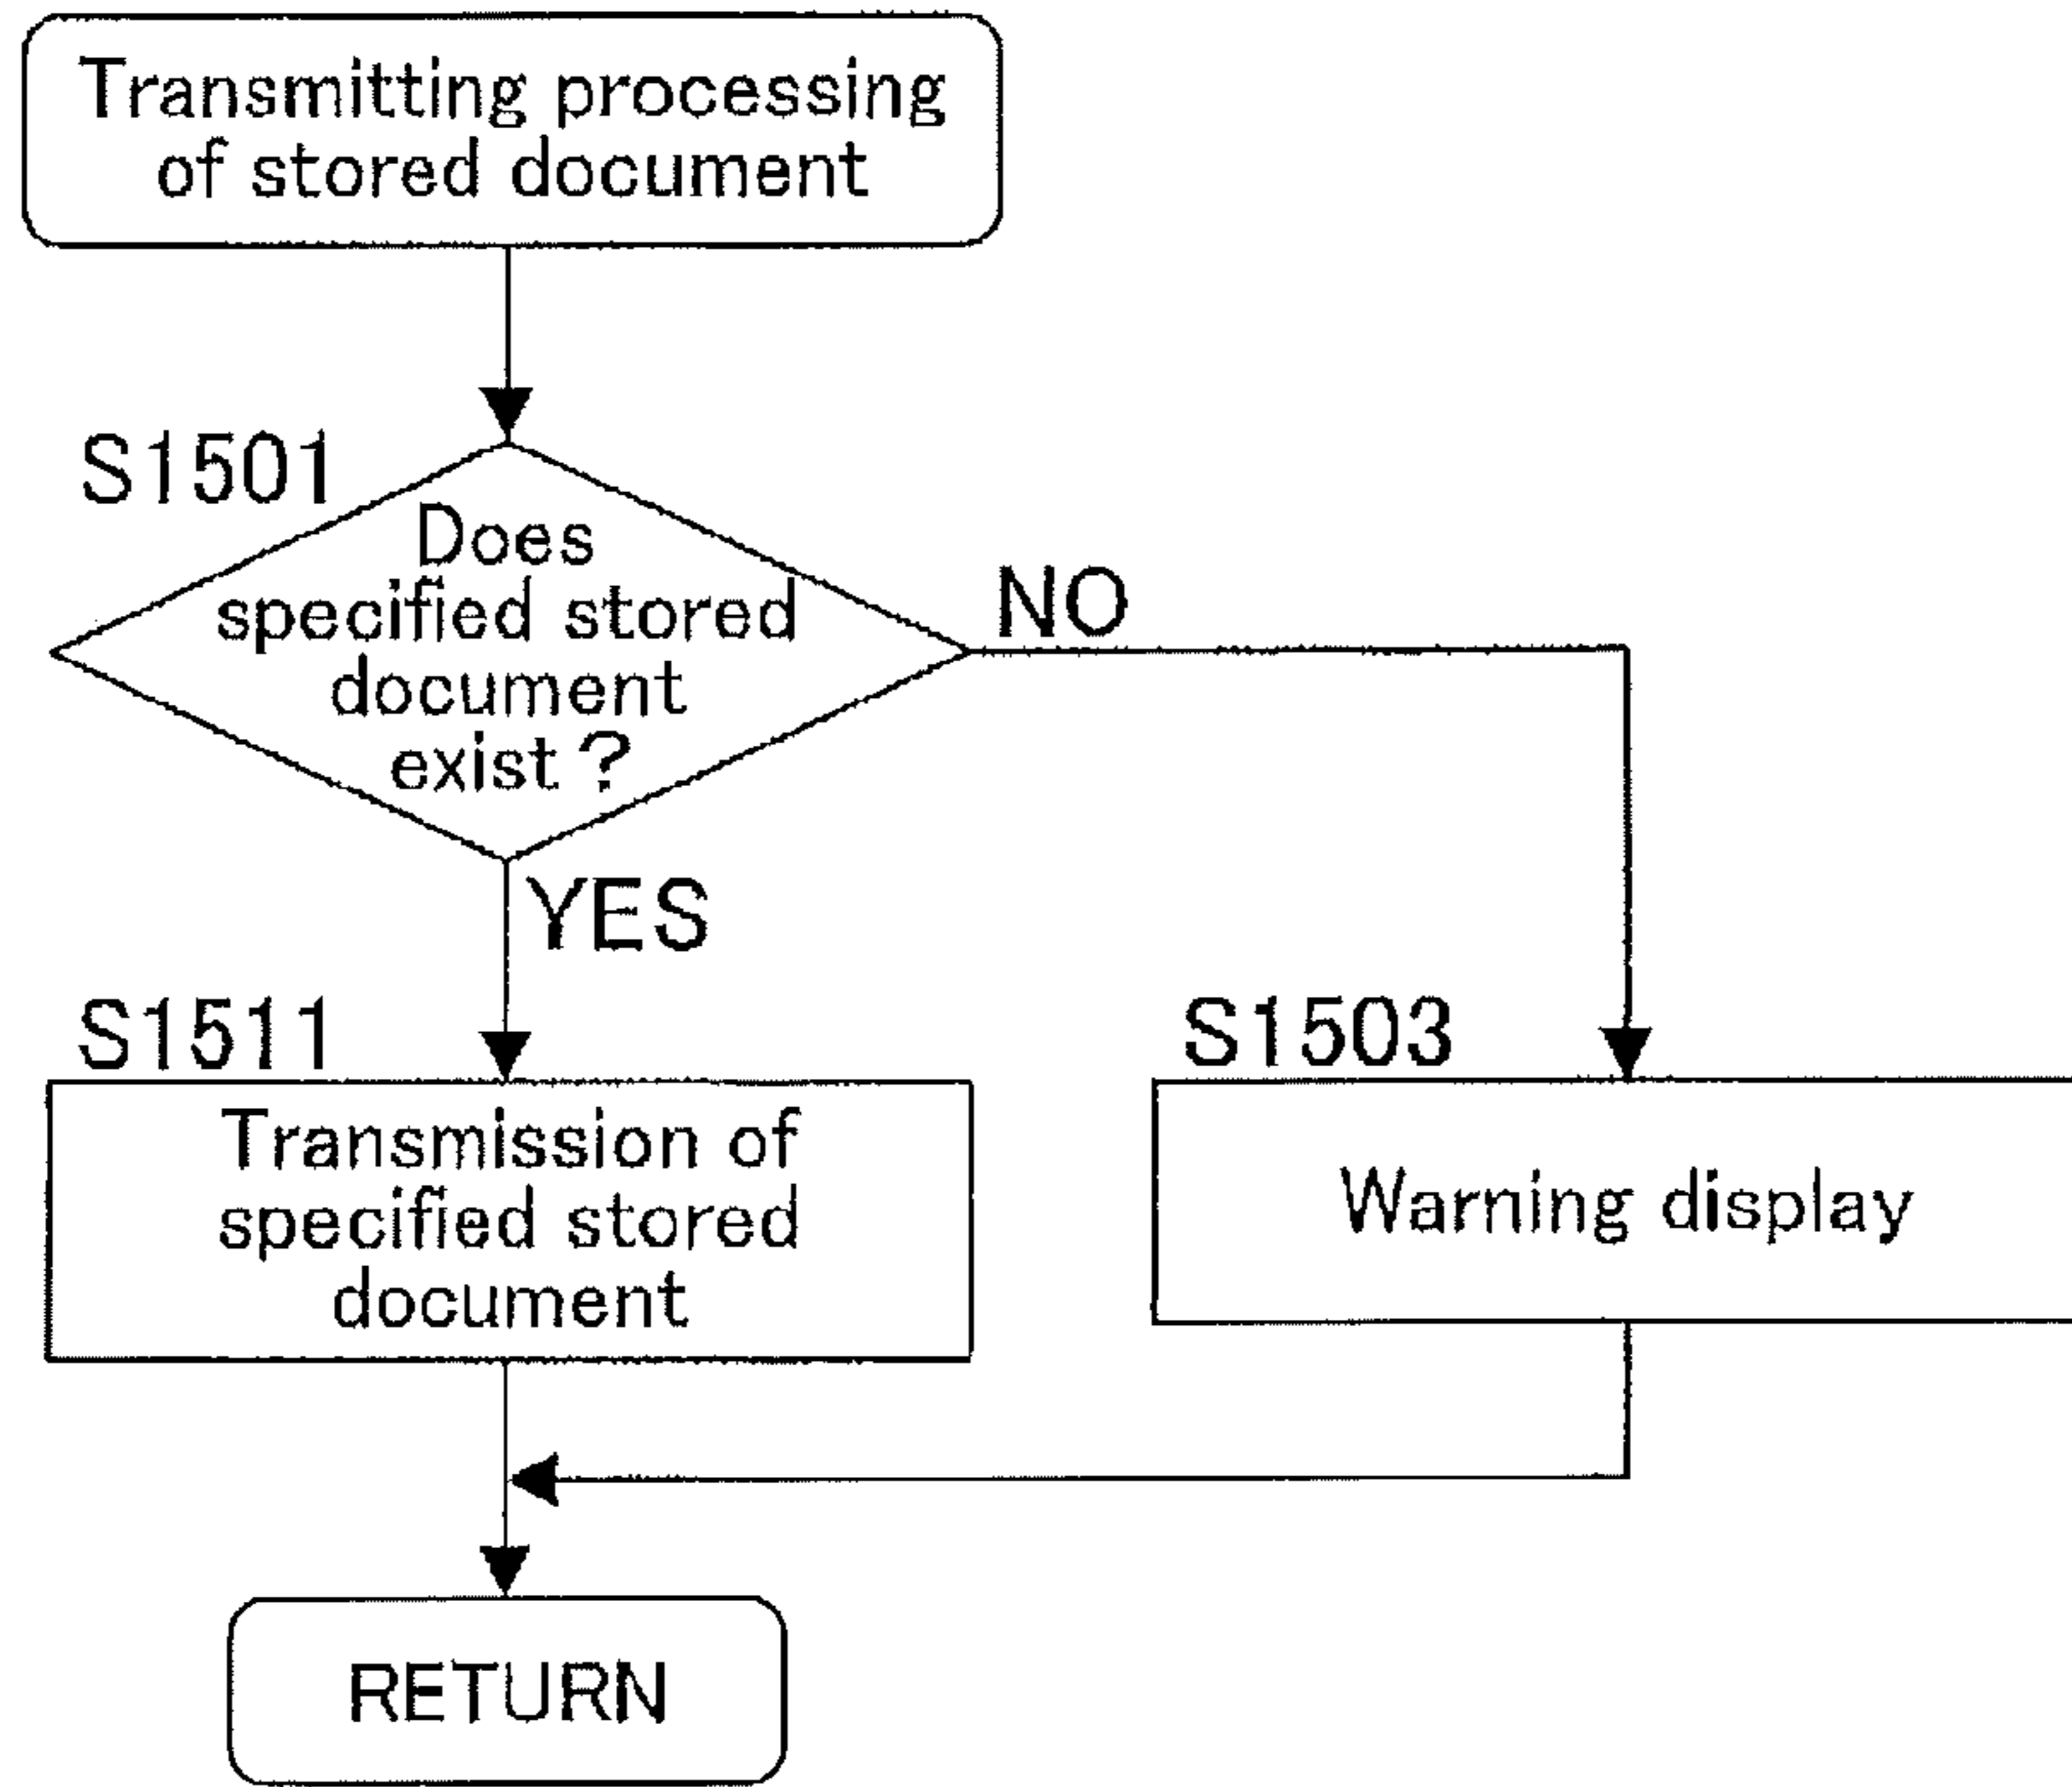 Transmitting processing
of stored document
S1501
Does
specified stored
document
exist ?
NO
YES
S1511
Transmission of
specified stored
document
S1503
Warning display
RETURN